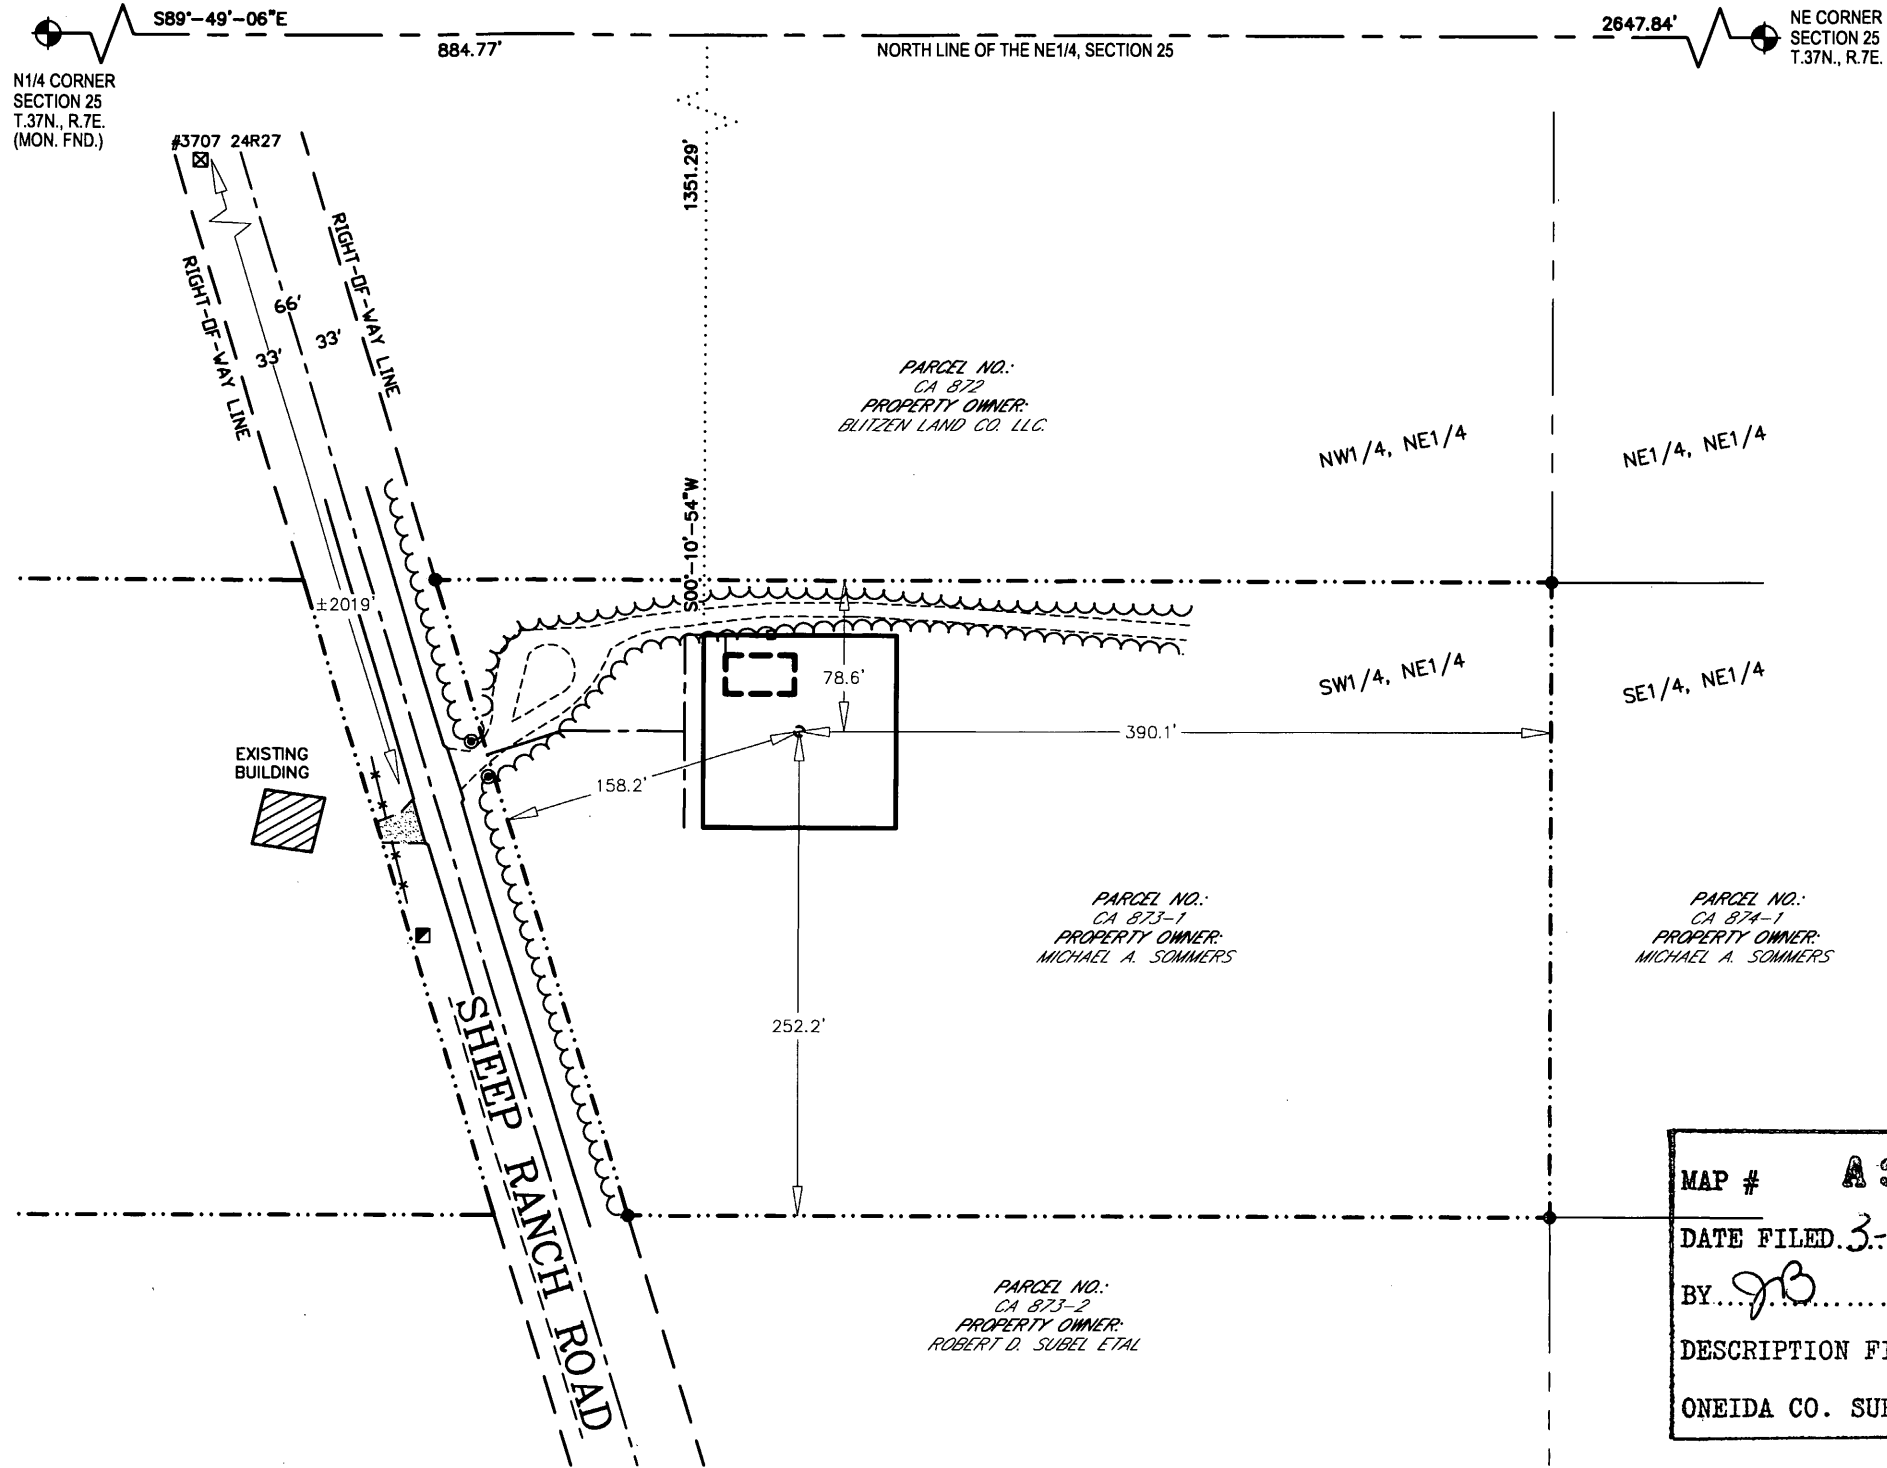 S89°-49'-06"E
884.77'
NORTH LINE OF THE NE1/4, SECTION 25
2647.84'
NE CORNER
SECTION 25
T.37N., R.7E.
N1/4 CORNER
SECTION 25
T.37N., R.7E.
(MON. FND.)
#3707 24R27
1351.29'
RIGHT-OF-WAY LINE
RIGHT-OF-WAY LINE
66'
33'
33'
PARCEL NO.:
CA 872
PROPERTY OWNER:
BLITZEN LAND CO. LLC.
NW1/4, NE1/4
NE1/4, NE1/4
S00°-10'-54"W
±2019'
78.6'
SW1/4, NE1/4
SE1/4, NE1/4
390.1'
158.2'
EXISTING
BUILDING
PARCEL NO.:
CA 873-1
PROPERTY OWNER:
MICHAEL A. SOMMERS
PARCEL NO.:
CA 874-1
PROPERTY OWNER:
MICHAEL A. SOMMERS
252.2'
SHEEP RANCH ROAD
PARCEL NO.:
CA 873-2
PROPERTY OWNER:
ROBERT D. SUBEL ETAL
MAP # A
DATE FILED.3-
BY JB
DESCRIPTION
ONEIDA CO.